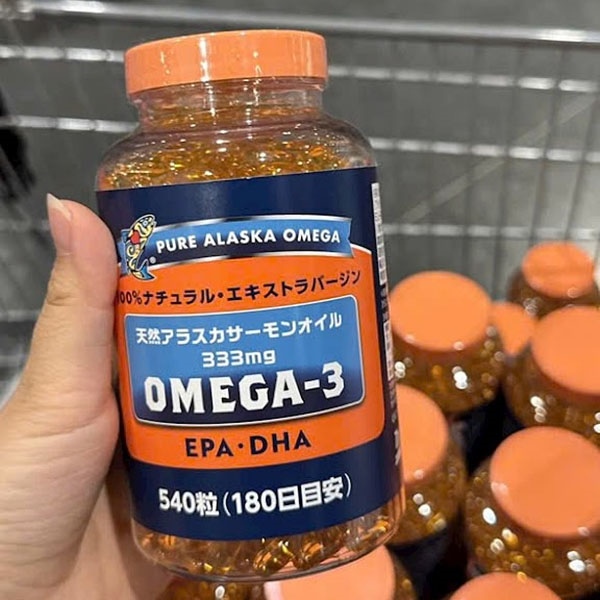 PURE ALASKA OMEGA
100%ナチュラル・エキストラバージン
天然アラスカサーモンオイル
333mg
OMEGA-3
EPA・DHA
540粒(180日目安)